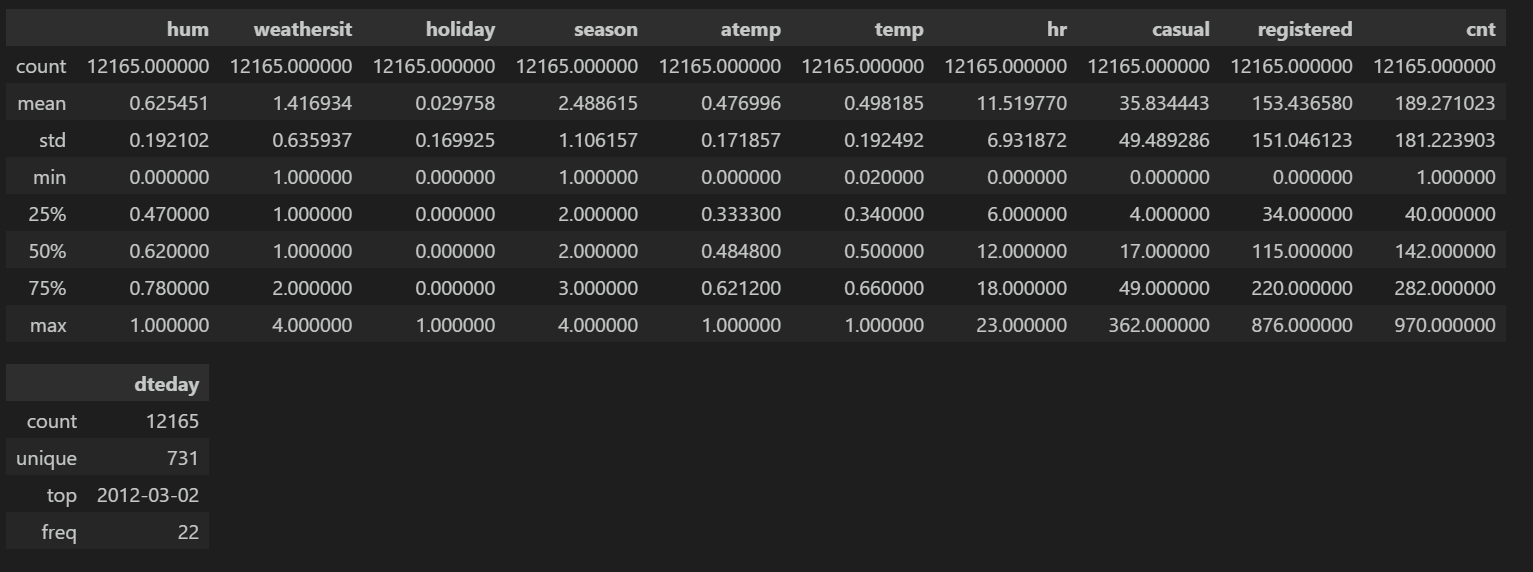 hum weathersit holiday season atemp temp hr casual registered cnt
count 12165.000000 12165.000000 12165.000000 12165.000000 12165.000000 12165.000000 12165.000000 12165.000000 12165.000000 12165.000000
mean 0.625451 1.416934 0.029758 2.488615 0.476996 0.498185 11.519770 35.834443 153.436580 189.271023
std 0.192102 0.635937 0.169925 1.106157 0.171857 0.192492 6.931872 49.489286 151.046123 181.223903
min 0.000000 1.000000 0.000000 1.000000 0.000000 0.020000 0.000000 0.000000 0.000000 1.000000
25% 0.470000 1.000000 0.000000 2.000000 0.333300 0.340000 6.000000 4.000000 34.000000 40.000000
50% 0.620000 1.000000 0.000000 2.000000 0.484800 0.500000 12.000000 17.000000 115.000000 142.000000
75% 0.780000 2.000000 0.000000 3.000000 0.621200 0.660000 18.000000 49.000000 220.000000 282.000000
max 1.000000 4.000000 1.000000 4.000000 1.000000 1.000000 23.000000 362.000000 876.000000 970.000000
dteday
count 12165
unique 731
top 2012-03-02
freq 22